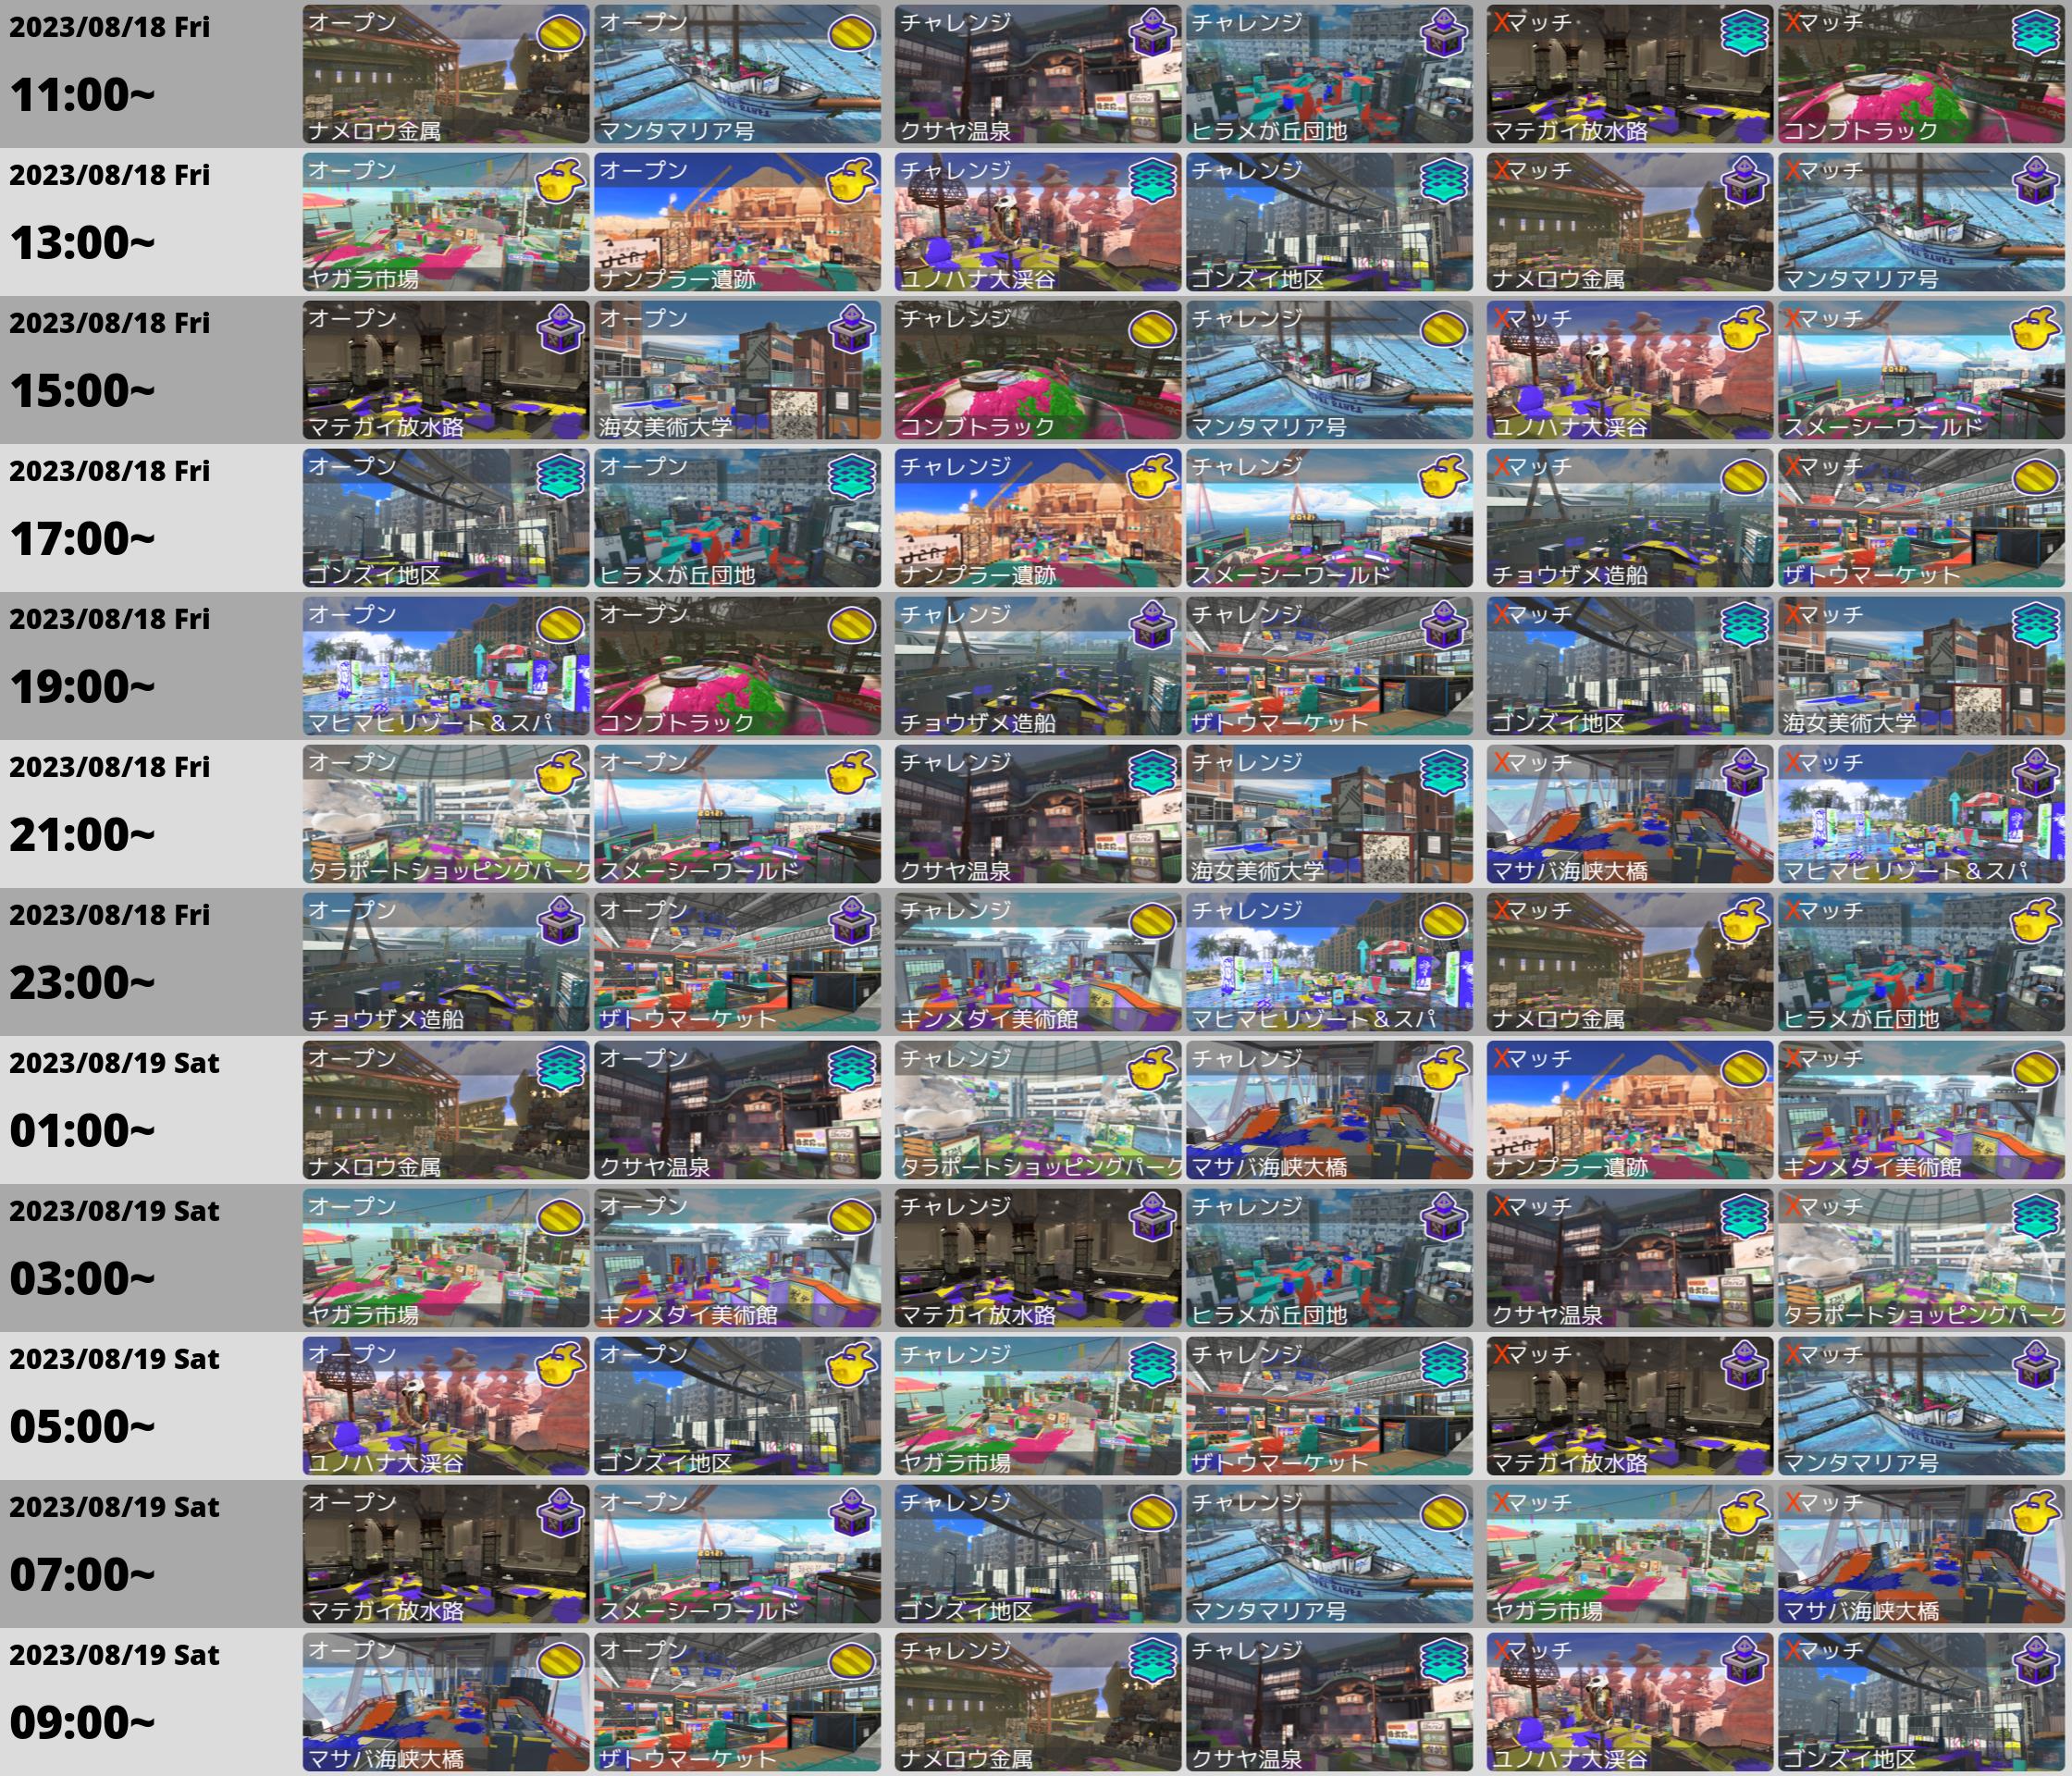 2023/08/18 Fri
11:00~
オープン オープン チャレンジ チャレンジ Xマッチ Xマッチ
ナメロウ金属 マンタマリア号 クサヤ温泉 ヒラメが丘団地 マテガイ放水路 コンブトラック
2023/08/18 Fri
13:00~
オープン オープン チャレンジ チャレンジ Xマッチ Xマッチ
ヤガラ市場 ナンプラー遺跡 ユノハナ大渓谷 ゴンズイ地区 ナメロウ金属 マンタマリア号
2023/08/18 Fri
15:00~
オープン オープン チャレンジ チャレンジ Xマッチ Xマッチ
マテガイ放水路 海女美術大学 コンブトラック マンタマリア号 ユノハナ大渓谷 スメーシーワールド
2023/08/18 Fri
17:00~
オープン オープン チャレンジ チャレンジ Xマッチ Xマッチ
ゴンズイ地区 ヒラメが丘団地 ナンプラー遺跡 スメーシーワールド チョウザメ造船 ザトウマーケット
2023/08/18 Fri
19:00~
オープン オープン チャレンジ チャレンジ Xマッチ Xマッチ
マヒマヒリゾート＆スパ コンブトラック チョウザメ造船 ザトウマーケット ゴンズイ地区 海女美術大学
2023/08/18 Fri
21:00~
オープン オープン チャレンジ チャレンジ Xマッチ Xマッチ
タラポートショッピングパーク スメーシーワールド クサヤ温泉 海女美術大学 マサバ海峡大橋 マヒマヒリゾート＆スパ
2023/08/18 Fri
23:00~
オープン オープン チャレンジ チャレンジ Xマッチ Xマッチ
チョウザメ造船 ザトウマーケット キンメダイ美術館 マヒマヒリゾート＆スパ ナメロウ金属 ヒラメが丘団地
2023/08/19 Sat
01:00~
オープン オープン チャレンジ チャレンジ Xマッチ Xマッチ
ナメロウ金属 クサヤ温泉 タラポートショッピングパーク マサバ海峡大橋 ナンプラー遺跡 キンメダイ美術館
2023/08/19 Sat
03:00~
オープン オープン チャレンジ チャレンジ Xマッチ Xマッチ
ヤガラ市場 キンメダイ美術館 マテガイ放水路 ヒラメが丘団地 クサヤ温泉 タラポートショッピングパーク
2023/08/19 Sat
05:00~
オープン オープン チャレンジ チャレンジ Xマッチ Xマッチ
ユノハナ大渓谷 ゴンズイ地区 ヤガラ市場 ザトウマーケット マテガイ放水路 マンタマリア号
2023/08/19 Sat
07:00~
オープン オープン チャレンジ チャレンジ Xマッチ Xマッチ
マテガイ放水路 スメーシーワールド ゴンズイ地区 マンタマリア号 ヤガラ市場 マサバ海峡大橋
2023/08/19 Sat
09:00~
オープン オープン チャレンジ チャレンジ Xマッチ Xマッチ
マサバ海峡大橋 ザトウマーケット ナメロウ金属 クサヤ温泉 ユノハナ大渓谷 ゴンズイ地区